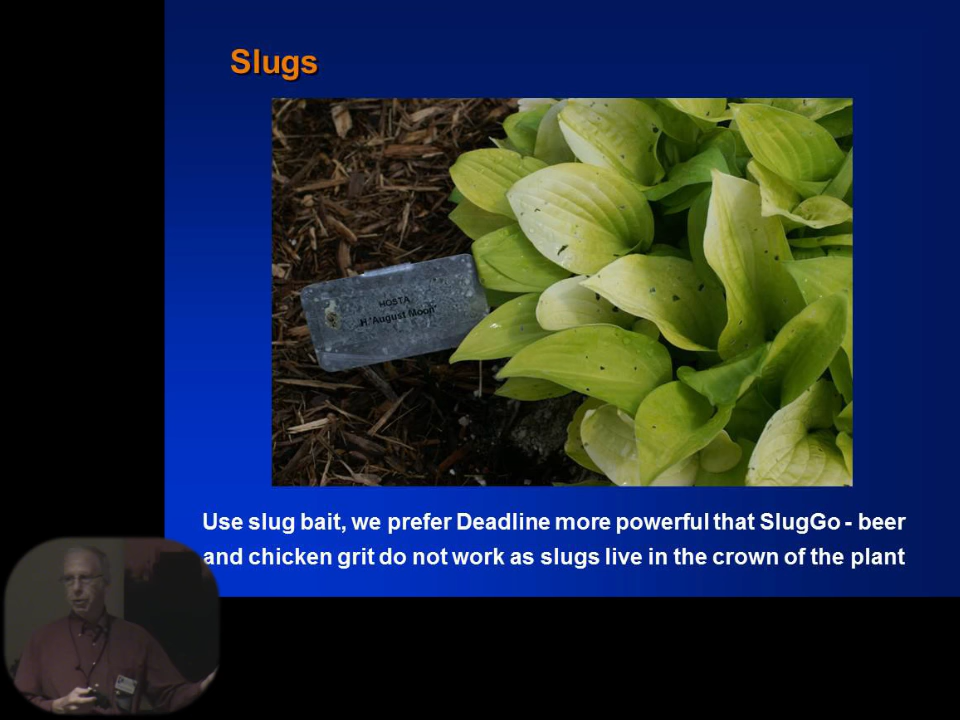 Slugs
HOSTA
H.'August Moon'
Use slug bait, we prefer Deadline more powerful that SlugGo - beer
and chicken grit do not work as slugs live in the crown of the plant